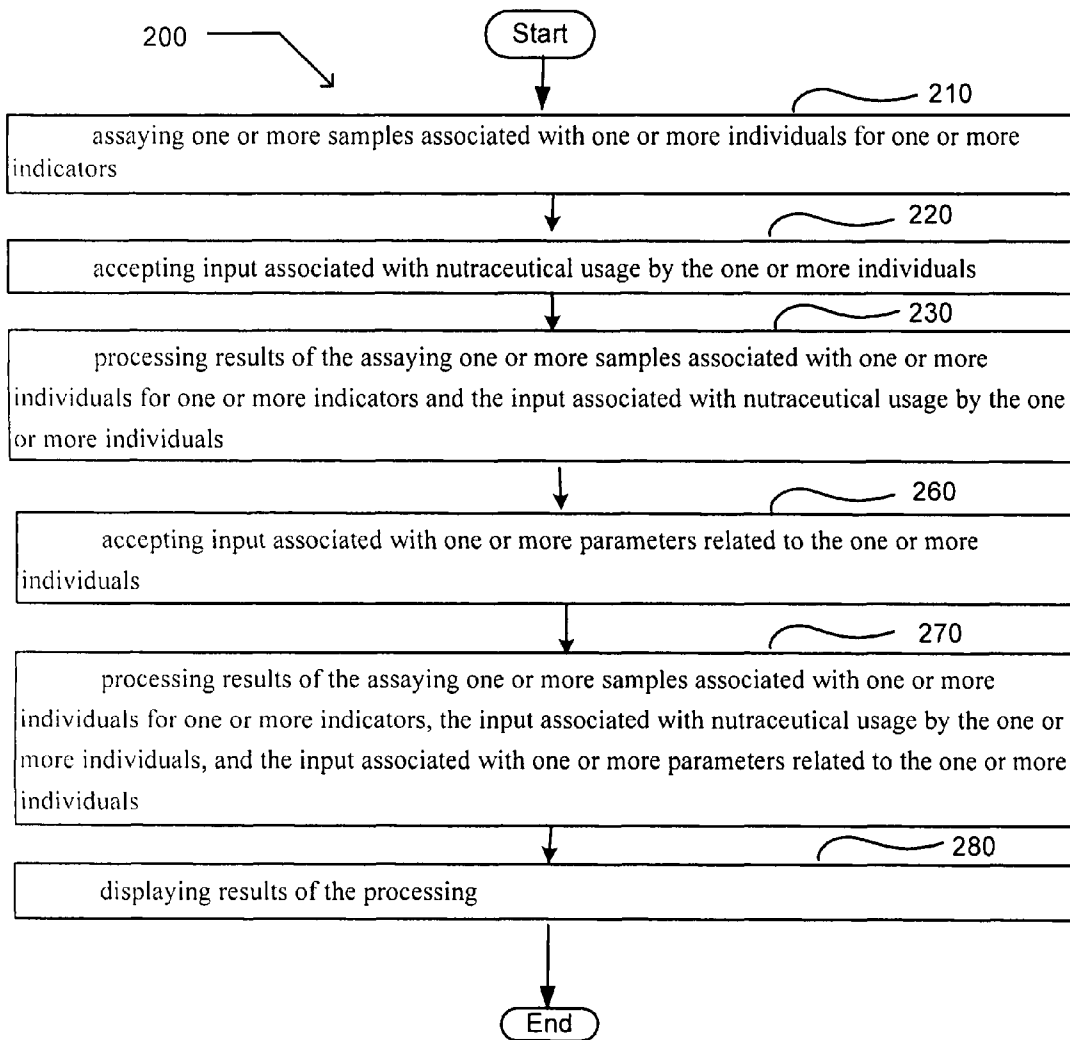 Start
200
210
assaying one or more samples associated with one or more individuals for one or more
indicators
220
accepting input associated with nutraceutical usage by the one or more individuals
230
processing results of the assaying one or more samples associated with one or more
individuals for one or more indicators and the input associated with nutraceutical usage by the one
or more individuals
260
accepting input associated with one or more parameters related to the one or more
individuals
270
processing results of the assaying one or more samples associated with one or more
individuals for one or more indicators, the input associated with nutraceutical usage by the one or
more individuals, and the input associated with one or more parameters related to the one or more
individuals
280
displaying results of the processing
End